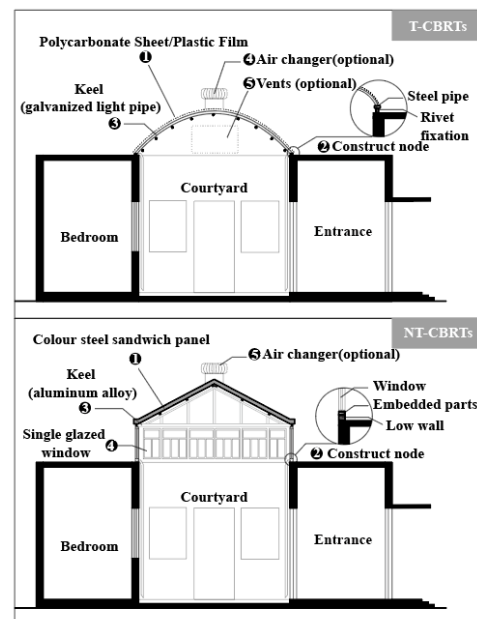 T-CBRTs
Polycarbonate Sheet/Plastic Film
❶
❹Air changer(optional)
❺Vents (optional)
Keel
(galvanized light pipe)
❸
Steel pipe
Rivet
fixation
❷Construct node
Courtyard
Bedroom
Entrance
NT-CBRTs
Colour steel sandwich panel
❶
❺Air changer(optional)
Keel
(aluminum alloy)
❸
Window
Embedded parts
Low wall
Single glazed
window
❹
❷ Construct node
Courtyard
Bedroom
Entrance